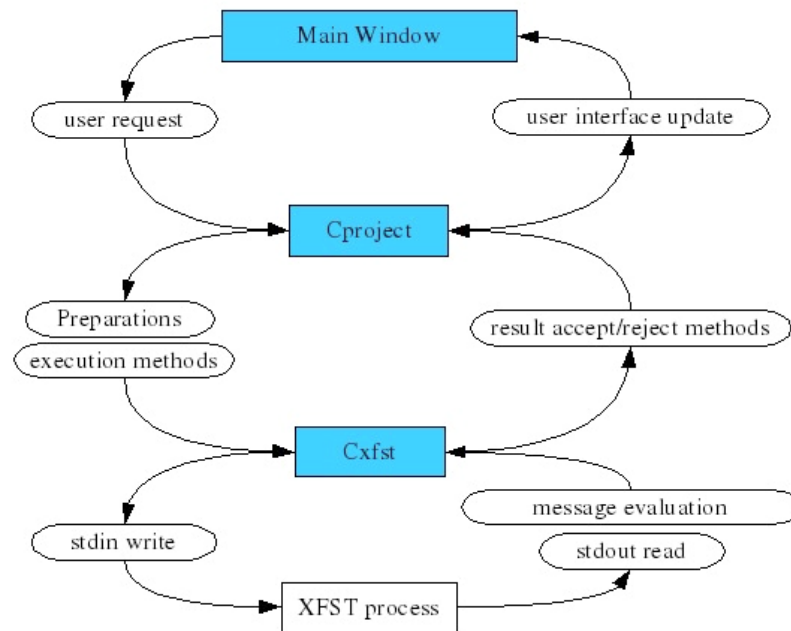 Main Window
user request
user interface update
Cproject
Preparations
execution methods
result accept/reject methods
Cxfst
message evaluation
stdin write
stdout read
XFST process